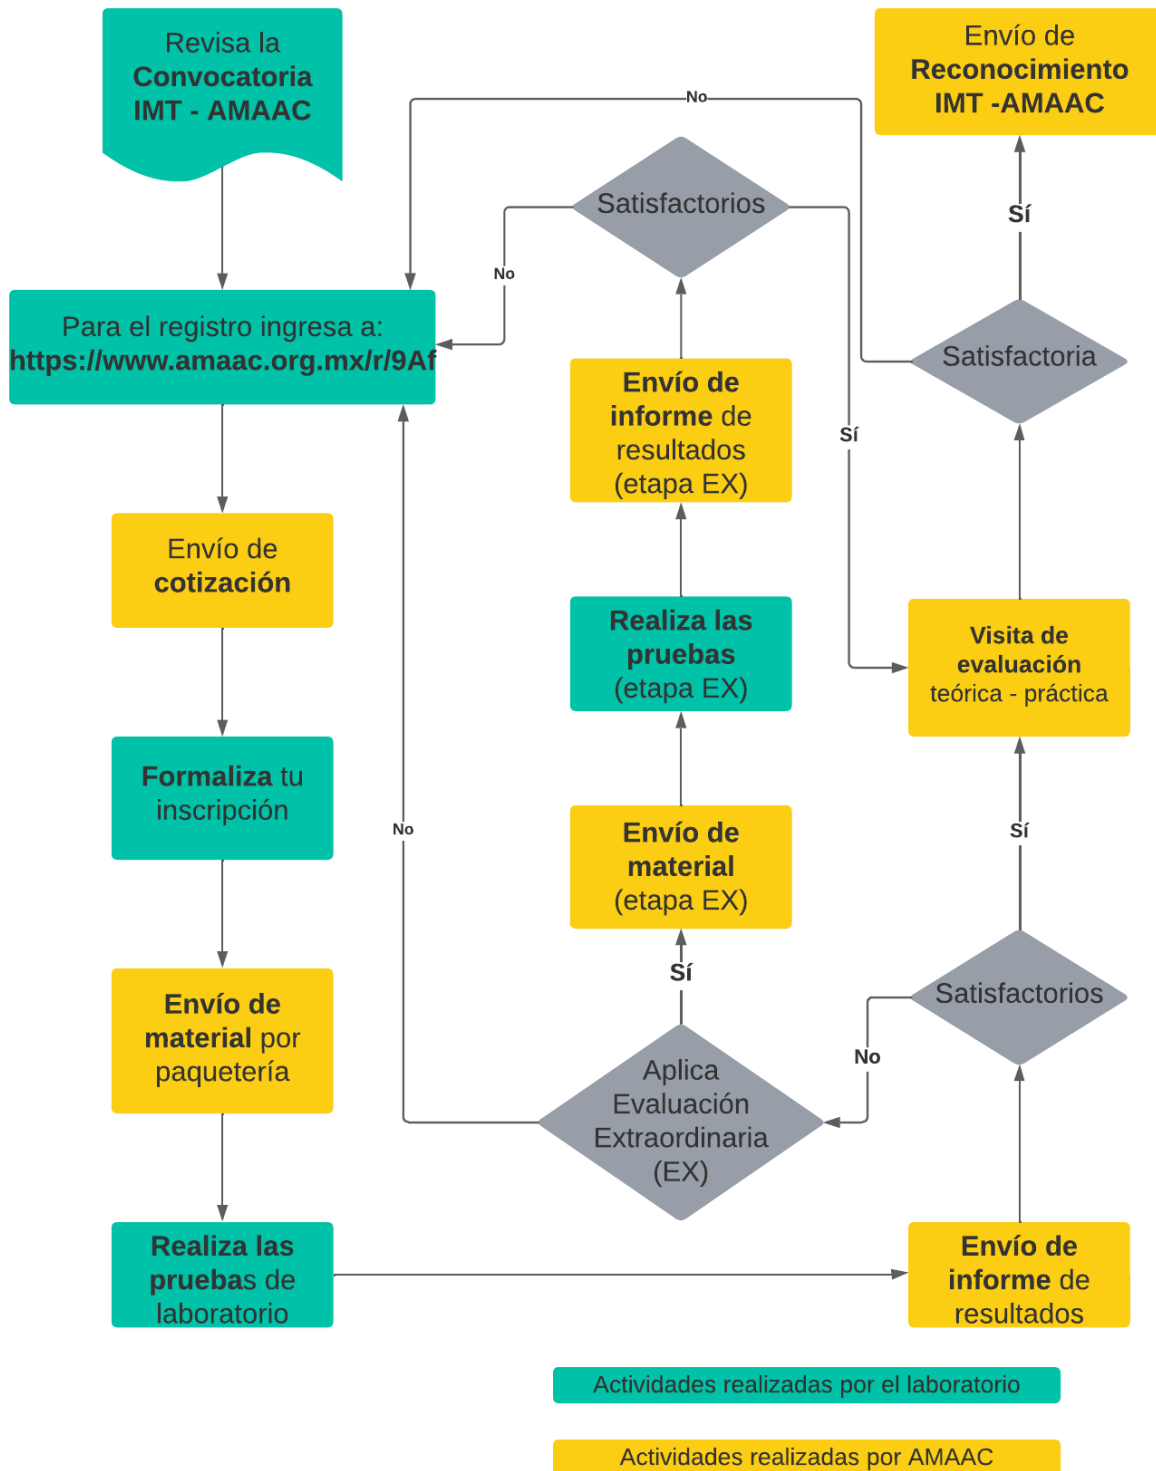 Revisa la
Convocatoria
IMT - AMAAC
Para el registro ingresa a:
https://www.amaac.org.mx/r/9Af
Envío de
cotización
Formaliza tu
inscripción
Envío de
material por
paquetería
Realiza las
pruebas de
laboratorio
Envío de
informe de
resultados
Satisfactorios
No
Sí
Aplica
Evaluación
Extraordinaria
(EX)
No
Sí
Envío de
material
(etapa EX)
Realiza las
pruebas
(etapa EX)
Envío de
informe de
resultados
(etapa EX)
Satisfactorios
No
Sí
Visita de
evaluación
teórica - práctica
Satisfactoria
No
Sí
Envío de
Reconocimiento
IMT -AMAAC
Actividades realizadas por el laboratorio
Actividades realizadas por AMAAC